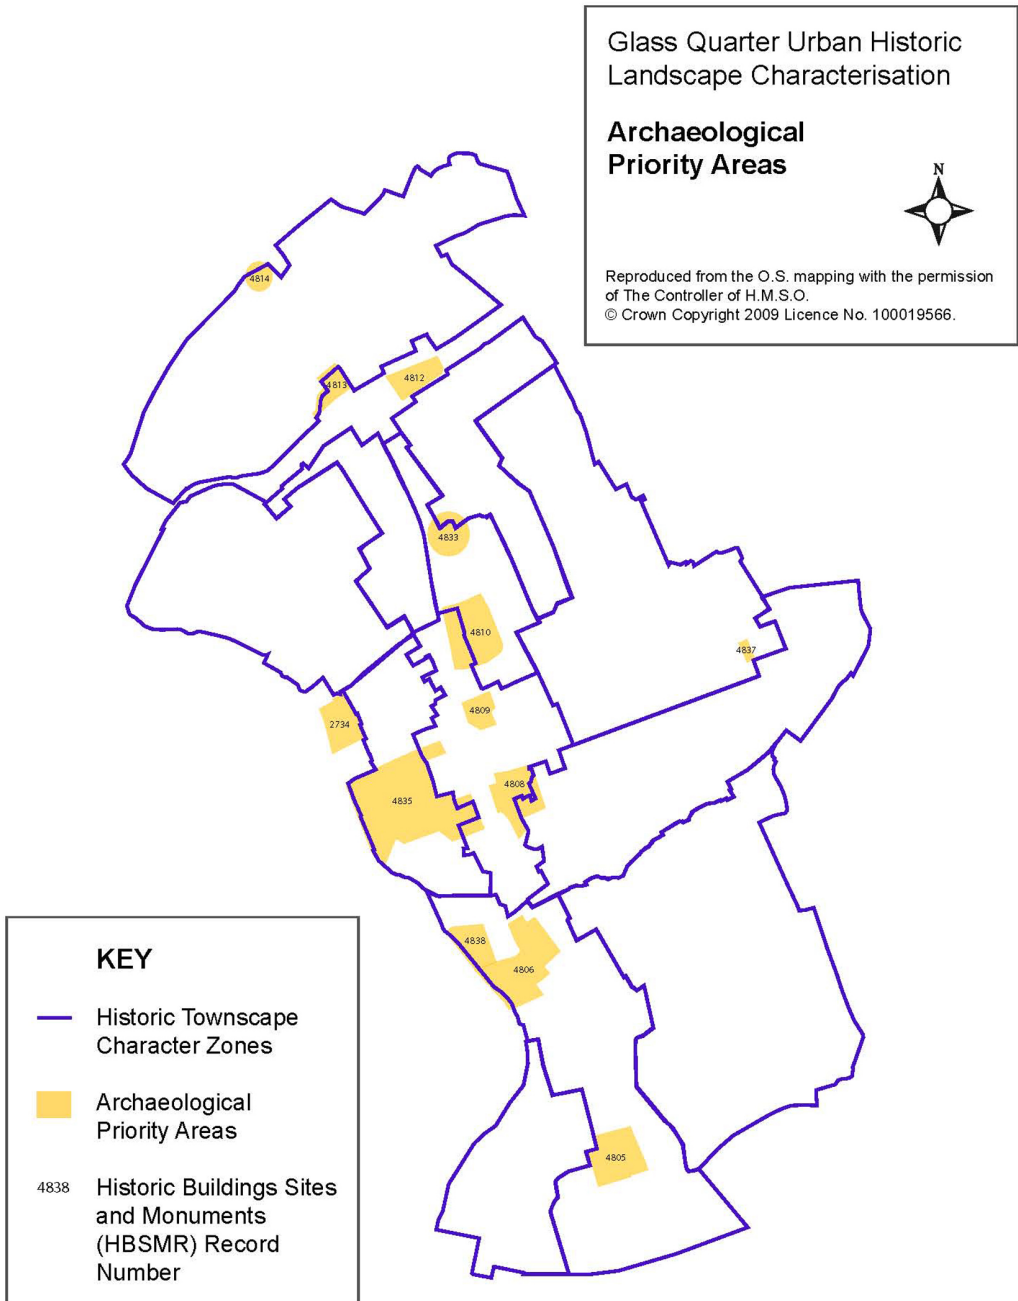 Glass Quarter Urban Historic
Landscape Characterisation
Archaeological
Priority Areas
N
Reproduced from the O.S. mapping with the permission
of The Controller of H.M.S.O.
© Crown Copyright 2009 Licence No. 100019566.
4814
4813
4812
4833
4810
4837
4809
2734
4808
4835
4838
4806
4805
KEY
Historic Townscape
Character Zones
Archaeological
Priority Areas
4838
Historic Buildings Sites
and Monuments
(HBSMR) Record
Number